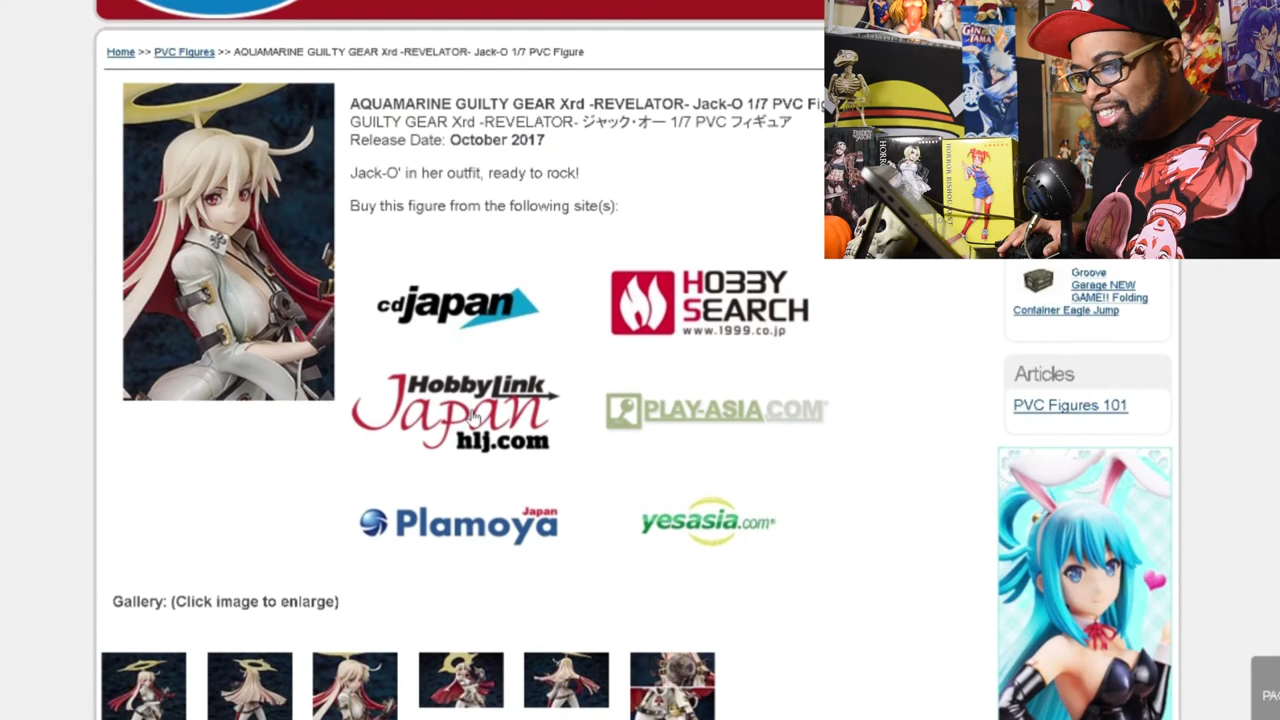 Home >> PVC Figures >> AQUAMARINE GUILTY GEAR Xrd -REVELATOR- Jack-O 1/7 PVC Figure
AQUAMARINE GUILTY GEAR Xrd -REVELATOR- Jack-O 1/7 PVC
GUILTY GEAR Xrd -REVELATOR- ジャック・オー 1/7 PVC フィギュア
Release Date: October 2017
Jack-O' in her outfit, ready to rock!
Buy this figure from the following site(s):
cdjapan
HOBBY SEARCH
www.1999.co.jp
HobbyLink
Japan
hlj.com
PLAY-ASIA.COM
Plamoya Japan
yesasia.com
Gallery: (Click image to enlarge)
GINTAMA
Groove
Garage NEW
GAME!! Folding
Container Eagle Jump
Articles
PVC Figures 101